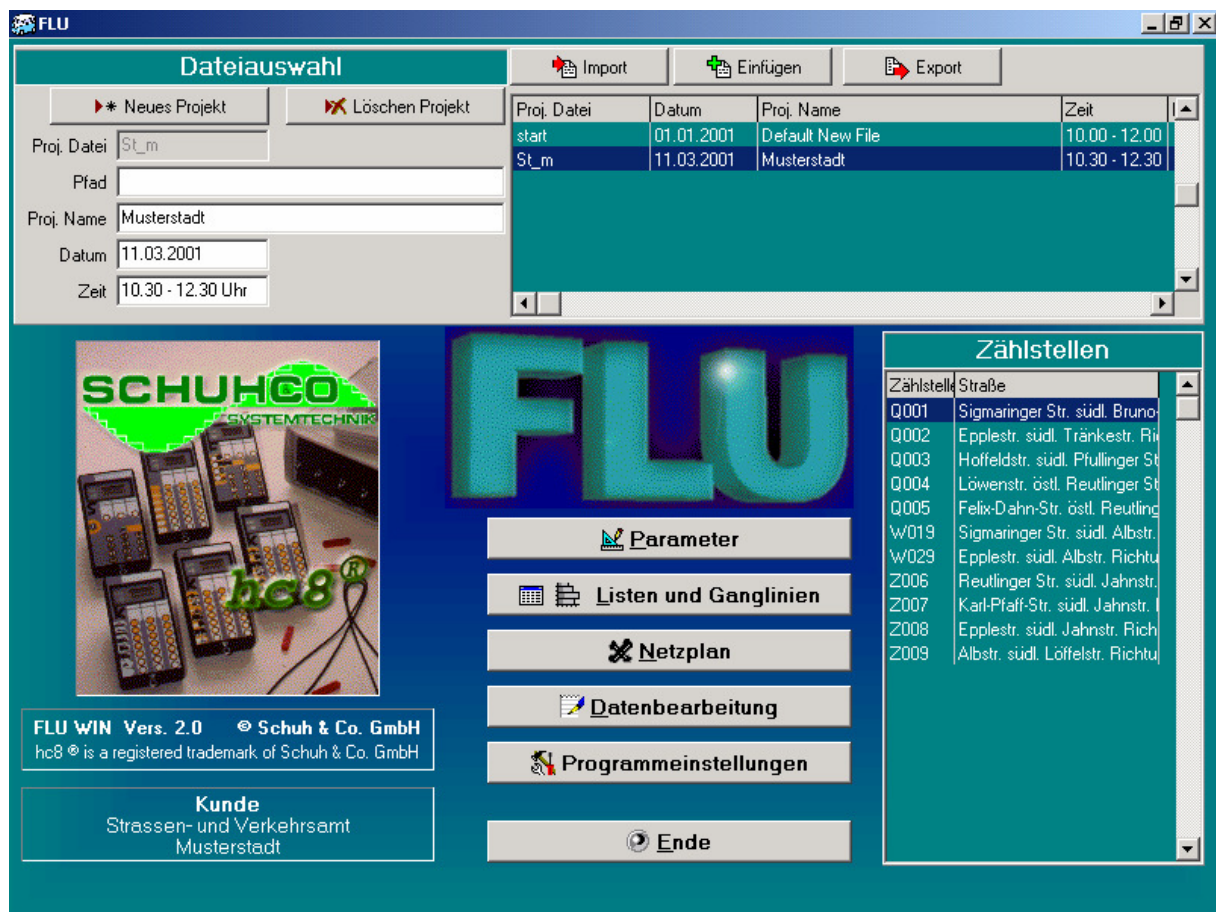 FLU
Dateiauswahl
Import
Einfügen
Export
Neues Projekt
Löschen Projekt
Proj. Datei St_m
Pfad
Proj. Name Musterstadt
Datum 11.03.2001
Zeit 10.30 - 12.30 Uhr
Proj. Datei Datum Proj. Name Zeit
start 01.01.2001 Default New File 10.00 - 12.00
St_m 11.03.2001 Musterstadt 10.30 - 12.30
SCHUHCO
SYSTEMTECHNIK
hc8®
FLU WIN Vers. 2.0 © Schuh & Co. GmbH
hc8 ® is a registered trademark of Schuh & Co. GmbH
Kunde
Strassen- und Verkehrsamt
Musterstadt
FLU
Parameter
Listen und Ganglinien
Netzplan
Datenbearbeitung
Programmeinstellungen
Ende
Zählstellen
Zählstelle Straße
Q001 Sigmaringer Str. südl. Bruno-
Q002 Epplestr. südl. Tränkestr. Ri
Q003 Hoffeldstr. südl. Pfullinger St
Q004 Löwenstr. östl. Reutlinger St
Q005 Felix-Dahn-Str. östl. Reutling
W019 Sigmaringer Str. südl. Albstr.
W029 Epplestr. südl. Albstr. Richtu
Z006 Reutlinger Str. südl. Jahnstr.
Z007 Karl-Pfaff-Str. südl. Jahnstr.
Z008 Epplestr. südl. Jahnstr. Rich
Z009 Albstr. südl. Löffelstr. Richtu